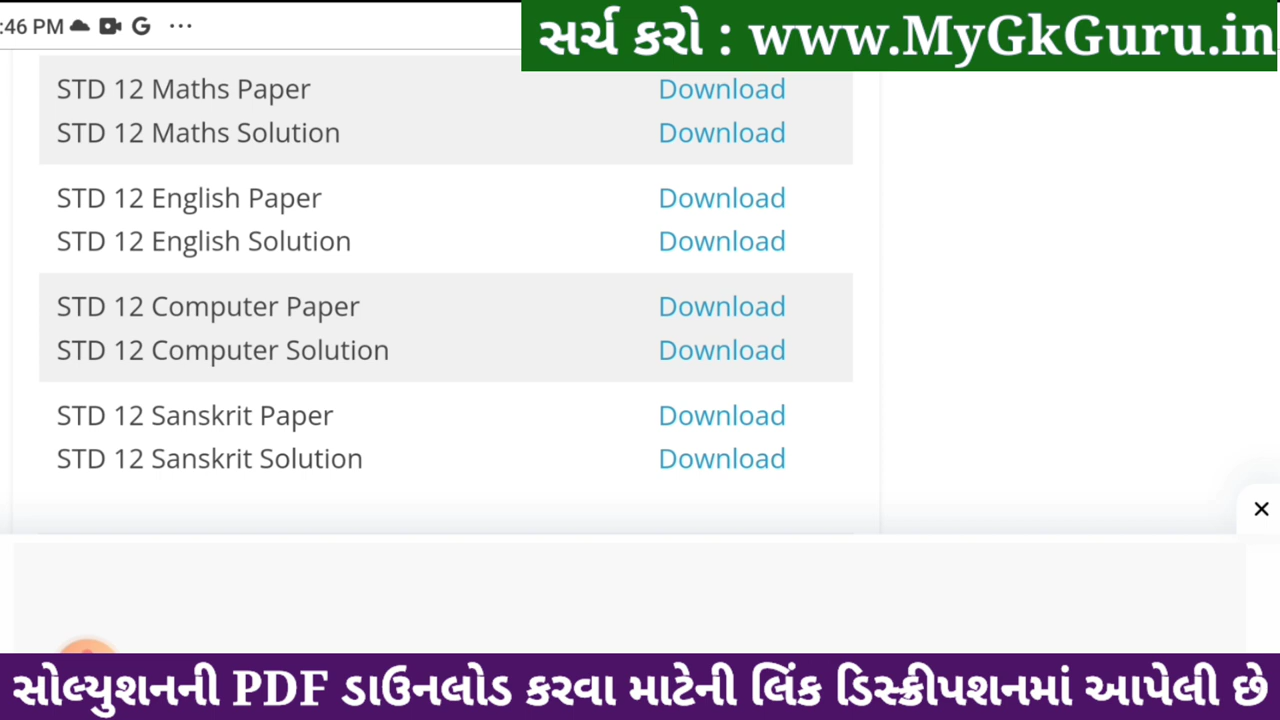 :46 PM G ...
સર્ચ કરો : www.MyGkGuru.in
STD 12 Maths Paper Download
STD 12 Maths Solution Download
STD 12 English Paper Download
STD 12 English Solution Download
STD 12 Computer Paper Download
STD 12 Computer Solution Download
STD 12 Sanskrit Paper Download
STD 12 Sanskrit Solution Download
સોલ્યુશનની PDF ડાઉનલોડ કરવા માટેની લિંક ડિસ્ક્રીપશનમાં આપેલી છે